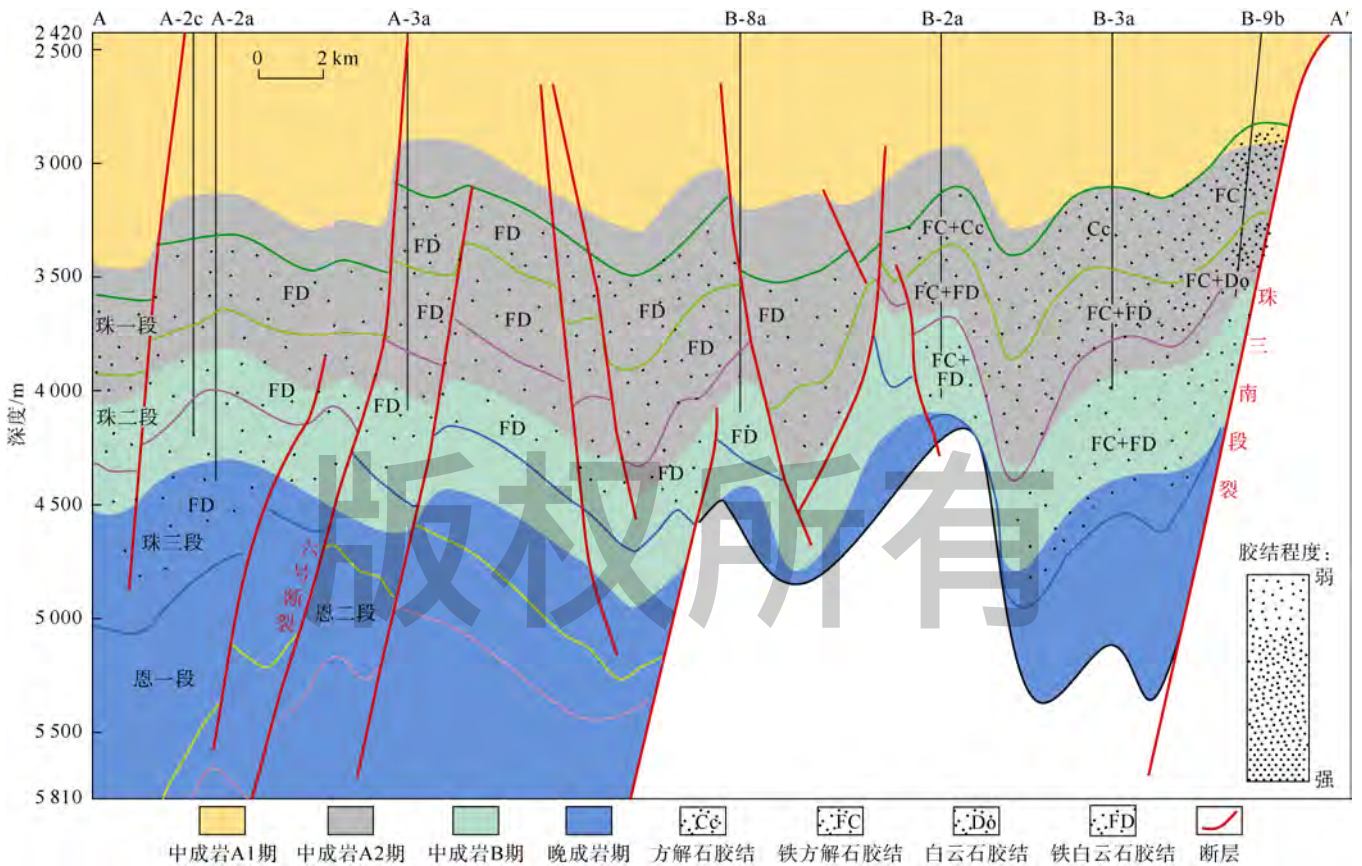 A A-2c A-2a A-3a B-8a B-2a B-3a B-9b A′
2 420
2 500
3 000
3 500
4 000
4 500
5 000
5 500
5 810
深度/m
0 2 km
FC
FC+Cc
Cc
FD
FD
FD
FC+Do
FD
FC+FD
FD
FD
FD
FD
FC+FD
珠一段
FD
FD
FC+
FD
FD
FD
珠二段
FD
FD
FC+FD
FD
FD
珠三段
恩二段
恩一段
六号断裂
珠三南段裂
版权所有
胶结程度:
弱
强
Cc
FC
Do
FD
中成岩A1期 中成岩A2期 中成岩B期 晚成岩期 方解石胶结 铁方解石胶结 白云石胶结 铁白云石胶结 断层